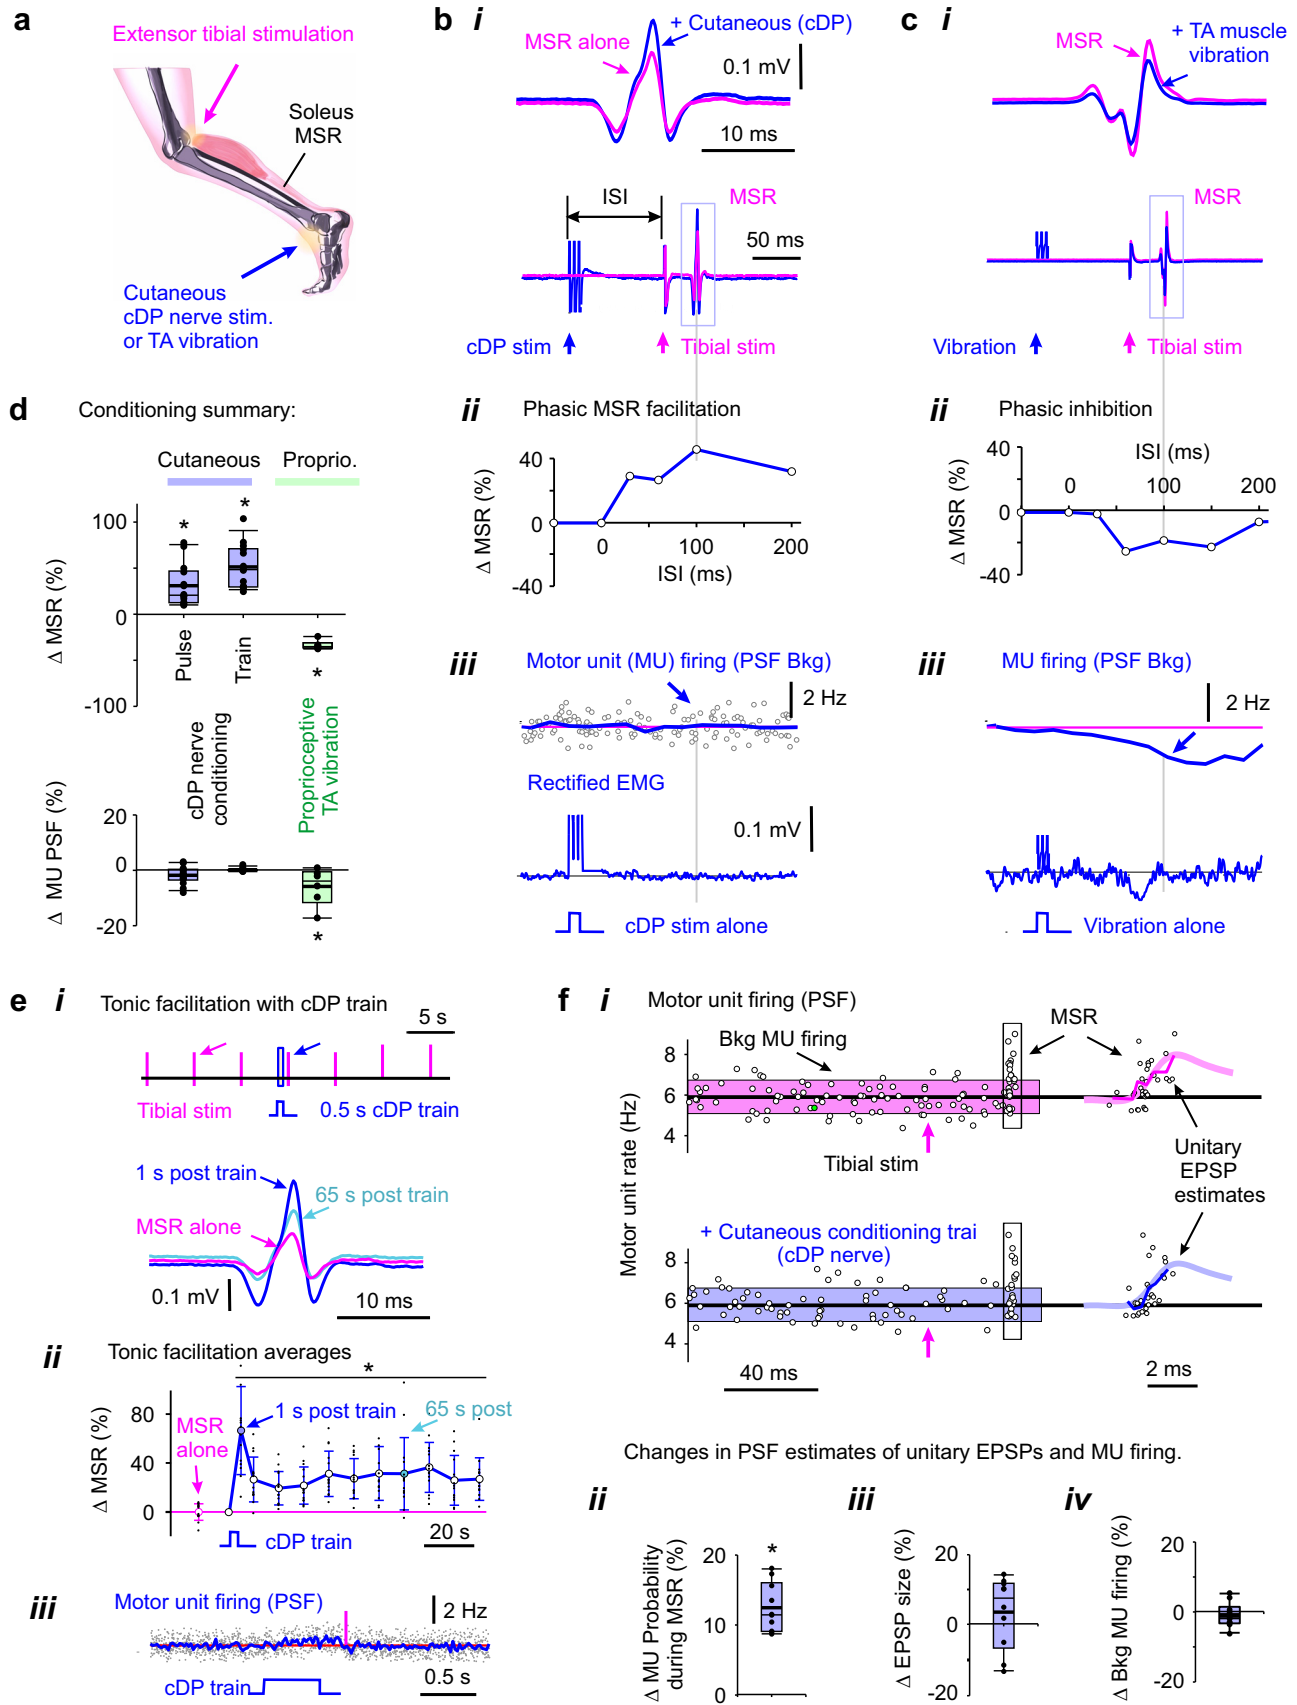 a
Extensor tibial stimulation
Soleus
MSR
Cutaneous
cDP nerve stim.
or TA vibration
b i
+ Cutaneous (cDP)
MSR alone
0.1 mV
10 ms
ISI
MSR
50 ms
cDP stim
Tibial stim
ii Phasic MSR facilitation
Δ MSR (%)
40
0
-40
0 100 200
ISI (ms)
iii Motor unit (MU) firing (PSF Bkg)
2 Hz
Rectified EMG
0.1 mV
cDP stim alone
c i
MSR
+ TA muscle
vibration
MSR
Vibration
Tibial stim
ii Phasic inhibition
Δ MSR (%)
40
0
-40
ISI (ms)
0 100 200
iii MU firing (PSF Bkg)
2 Hz
Vibration alone
d Conditioning summary:
Cutaneous Proprio.
Δ MSR (%)
100
0
-100
* * *
Pulse
Train
cDP nerve
conditioning
Proprioceptive
TA vibration
Δ MU PSF (%)
20
0
-20
*
e i Tonic facilitation with cDP train
5 s
Tibial stim
0.5 s cDP train
1 s post train
65 s post train
MSR alone
0.1 mV
10 ms
ii Tonic facilitation averages
*
Δ MSR (%)
80
40
0
MSR
alone
1 s post train
65 s post
cDP train
20 s
iii Motor unit firing (PSF)
2 Hz
cDP train
0.5 s
f i Motor unit firing (PSF)
Bkg MU firing
MSR
Motor unit rate (Hz)
8
6
4
Tibial stim
Unitary
EPSP
estimates
+ Cutaneous conditioning trai
(cDP nerve)
8
6
4
40 ms
2 ms
Changes in PSF estimates of unitary EPSPs and MU firing.
ii
Δ MU Probability
during MSR (%)
20
10
0
*
iii
Δ EPSP size (%)
20
0
-20
iv
Δ Bkg MU firing (%)
20
0
-20